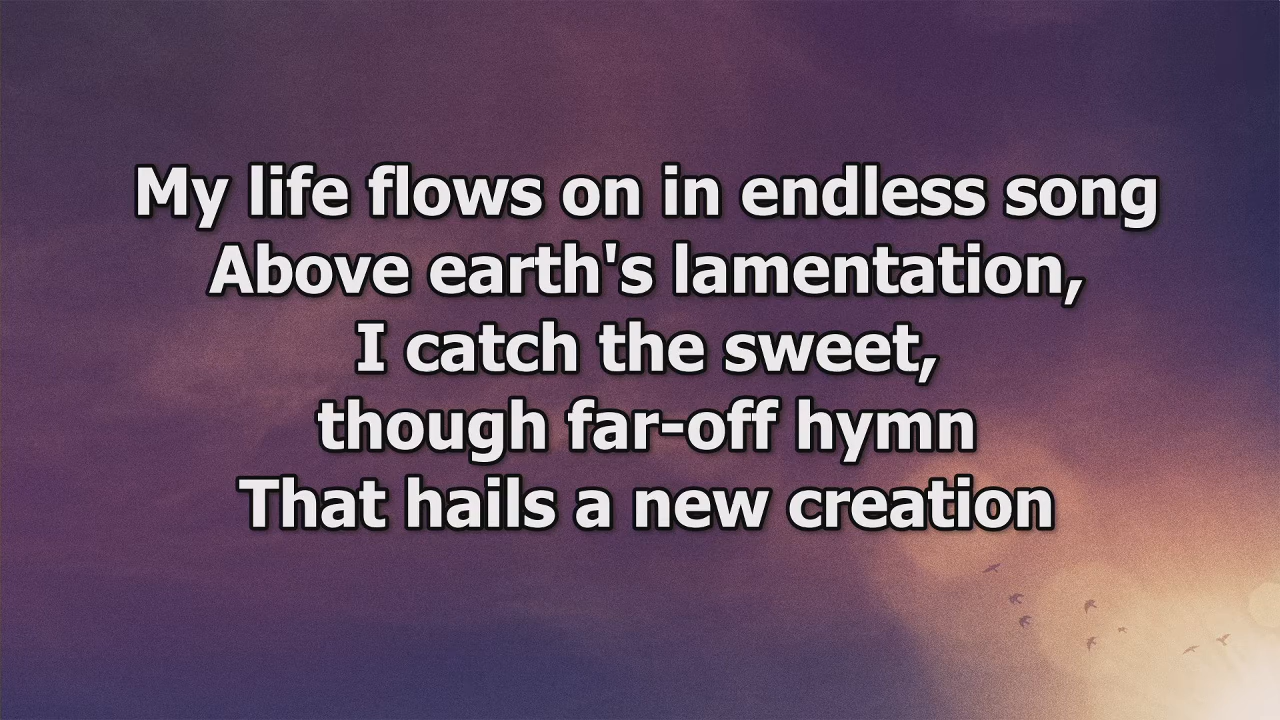 My life flows on in endless song
Above earth's lamentation,
I catch the sweet,
though far-off hymn
That hails a new creation